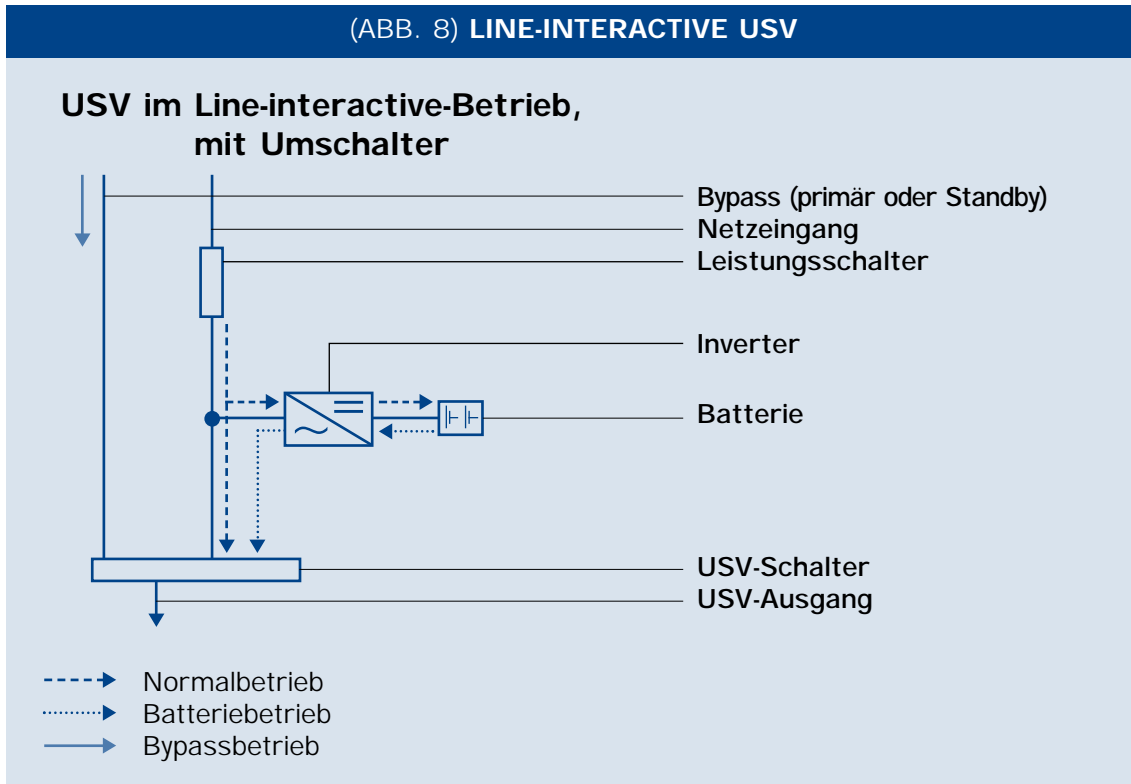 (ABB. 8) LINE-INTERACTIVE USV
USV im Line-interactive-Betrieb,
mit Umschalter
Bypass (primär oder Standby)
Netzeingang
Leistungsschalter
Inverter
Batterie
USV-Schalter
USV-Ausgang
Normalbetrieb
Batteriebetrieb
Bypassbetrieb